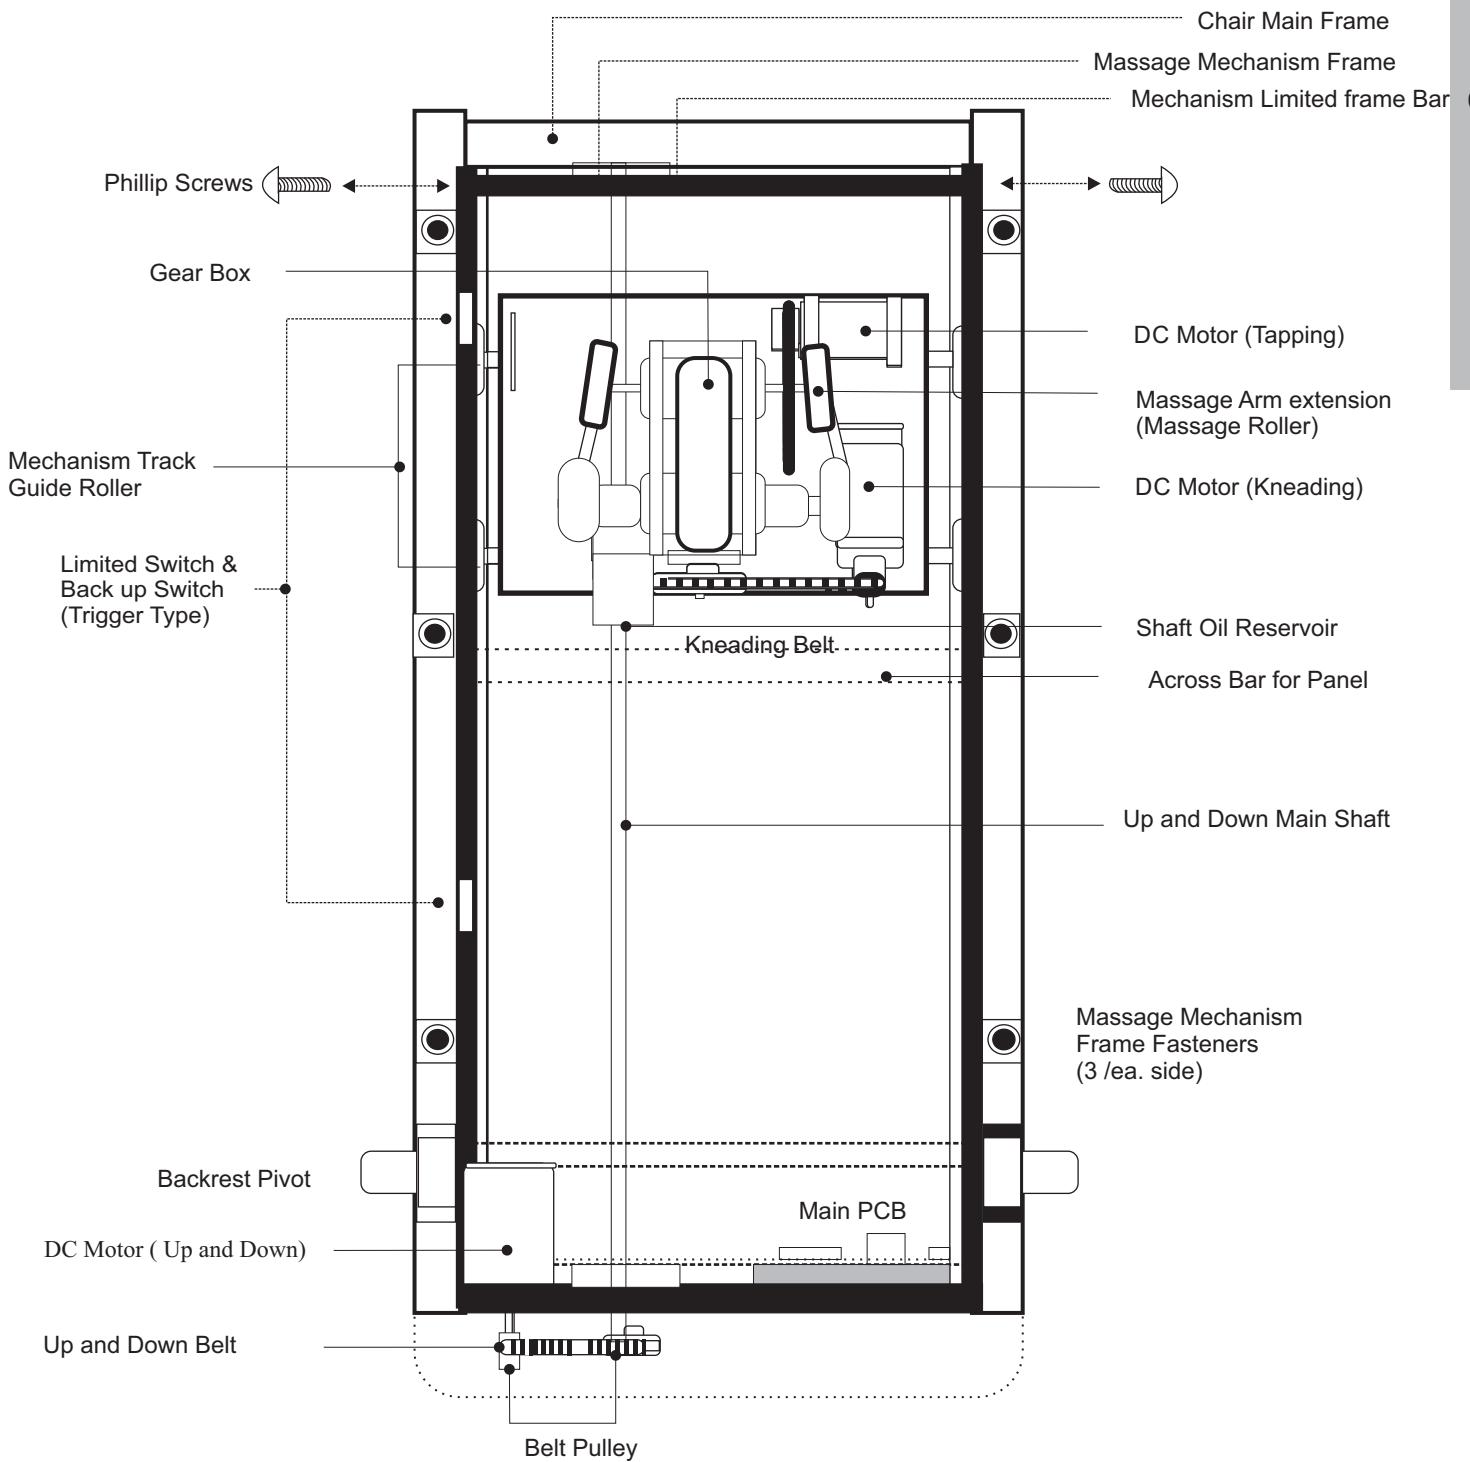 Chair Main Frame
Massage Mechanism Frame
Mechanism Limited frame Bar
Phillip Screws
Gear Box
DC Motor (Tapping)
Massage Arm extension
(Massage Roller)
Mechanism Track
Guide Roller
DC Motor (Kneading)
Limited Switch &
Back up Switch
(Trigger Type)
Shaft Oil Reservoir
Kneading Belt
Across Bar for Panel
Up and Down Main Shaft
Massage Mechanism
Frame Fasteners
(3 /ea. side)
Backrest Pivot
Main PCB
DC Motor ( Up and Down)
Up and Down Belt
Belt Pulley